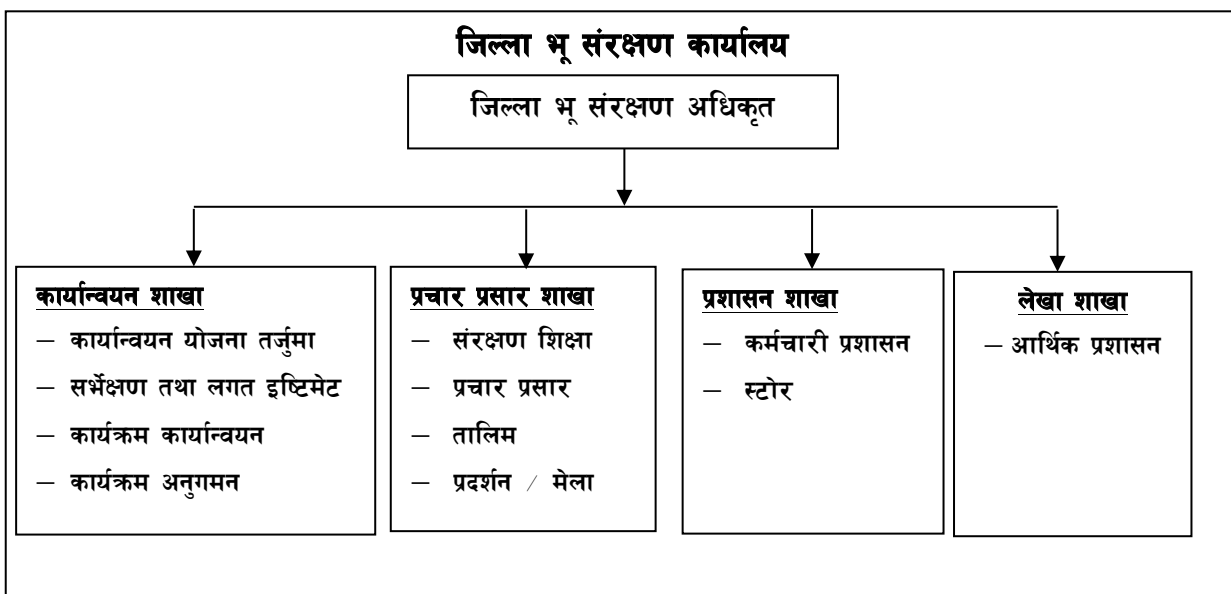 जिल्ला भू संरक्षण कार्यालय
जिल्ला भू संरक्षण अधिकृत
कार्यान्वयन शाखा
– कार्यान्वयन योजना तर्जुमा
– सर्भेक्षण तथा लगत इष्टिमेट
– कार्यक्रम कार्यान्वयन
– कार्यक्रम अनुगमन
प्रचार प्रसार शाखा
– संरक्षण शिक्षा
– प्रचार प्रसार
– तालिम
– प्रदर्शन / मेला
प्रशासन शाखा
– कर्मचारी प्रशासन
– स्टोर
लेखा शाखा
– आर्थिक प्रशासन